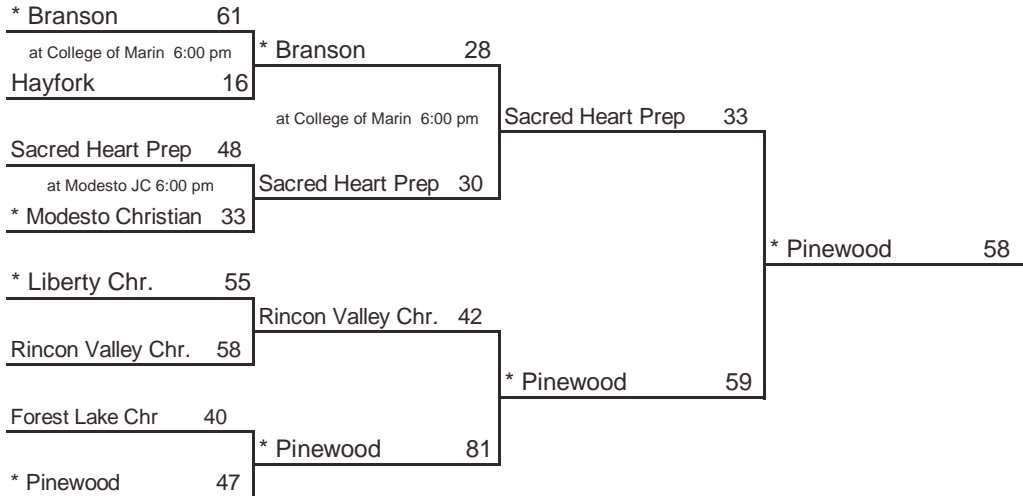 * Branson 61
at College of Marin 6:00 pm
Hayfork 16
* Branson 28
at College of Marin 6:00 pm
Sacred Heart Prep 48
at Modesto JC 6:00 pm
* Modesto Christian 33
Sacred Heart Prep 30
Sacred Heart Prep 33
* Liberty Chr. 55
Rincon Valley Chr. 58
Rincon Valley Chr. 42
Forest Lake Chr 40
* Pinewood 47
* Pinewood 81
* Pinewood 59
* Pinewood 58